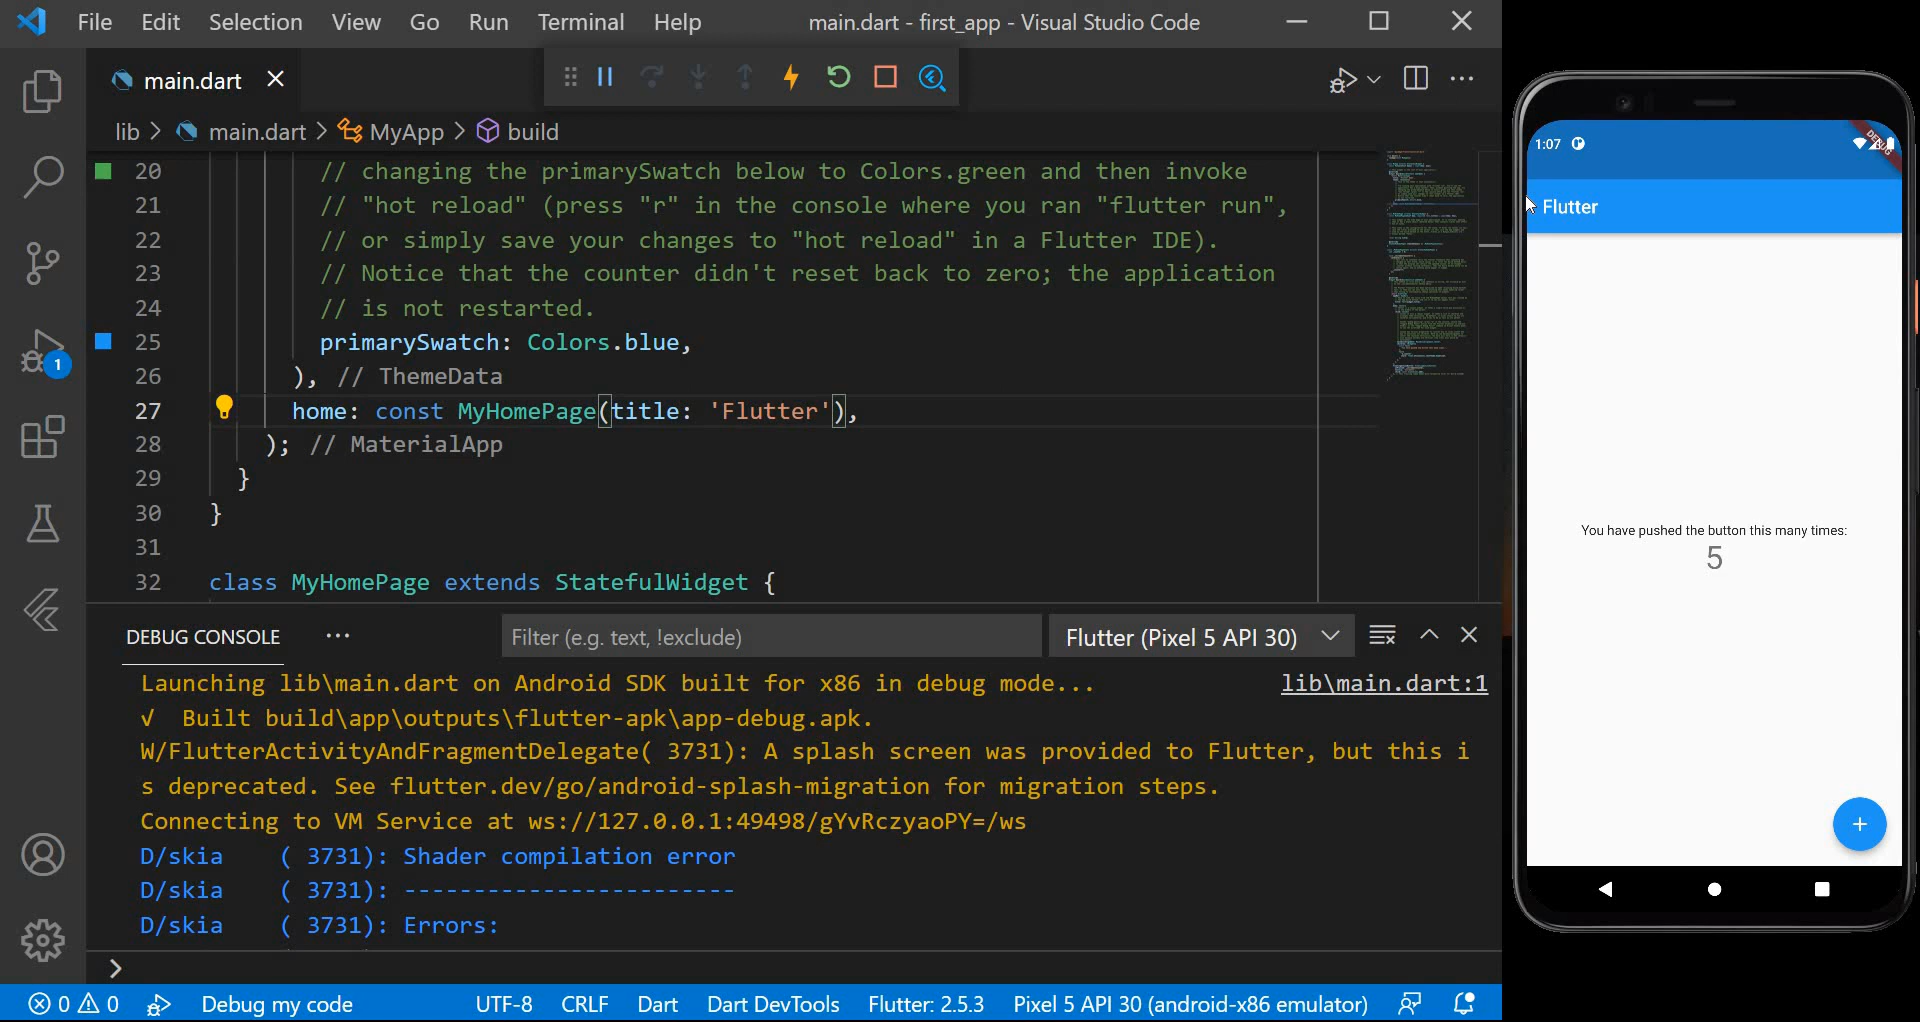 File Edit Selection View Go Run Terminal Help main.dart - first_app - Visual Studio Code
main.dart
lib > main.dart > MyApp > build
20 // changing the primarySwatch below to Colors.green and then invoke
21 // "hot reload" (press "r" in the console where you ran "flutter run",
22 // or simply save your changes to "hot reload" in a Flutter IDE).
23 // Notice that the counter didn't reset back to zero; the application
24 // is not restarted.
25 primarySwatch: Colors.blue,
26 ), // ThemeData
27 home: const MyHomePage(title: 'Flutter'),
28 ); // MaterialApp
29 }
30 }
31
32 class MyHomePage extends StatefulWidget {
1
DEBUG CONSOLE
Filter (e.g. text, !exclude)
Flutter (Pixel 5 API 30)
Launching lib\main.dart on Android SDK built for x86 in debug mode... lib\main.dart:1
√ Built build\app\outputs\flutter-apk\app-debug.apk.
W/FlutterActivityAndFragmentDelegate( 3731): A splash screen was provided to Flutter, but this i
s deprecated. See flutter.dev/go/android-splash-migration for migration steps.
Connecting to VM Service at ws://127.0.0.1:49498/gYvRczyaoPY=/ws
D/skia ( 3731): Shader compilation error
D/skia ( 3731): ------------------------
D/skia ( 3731): Errors:
>
0 0 Debug my code UTF-8 CRLF Dart Dart DevTools Flutter: 2.5.3 Pixel 5 API 30 (android-x86 emulator)
1:07
DEBUG
Flutter
You have pushed the button this many times:
5
+